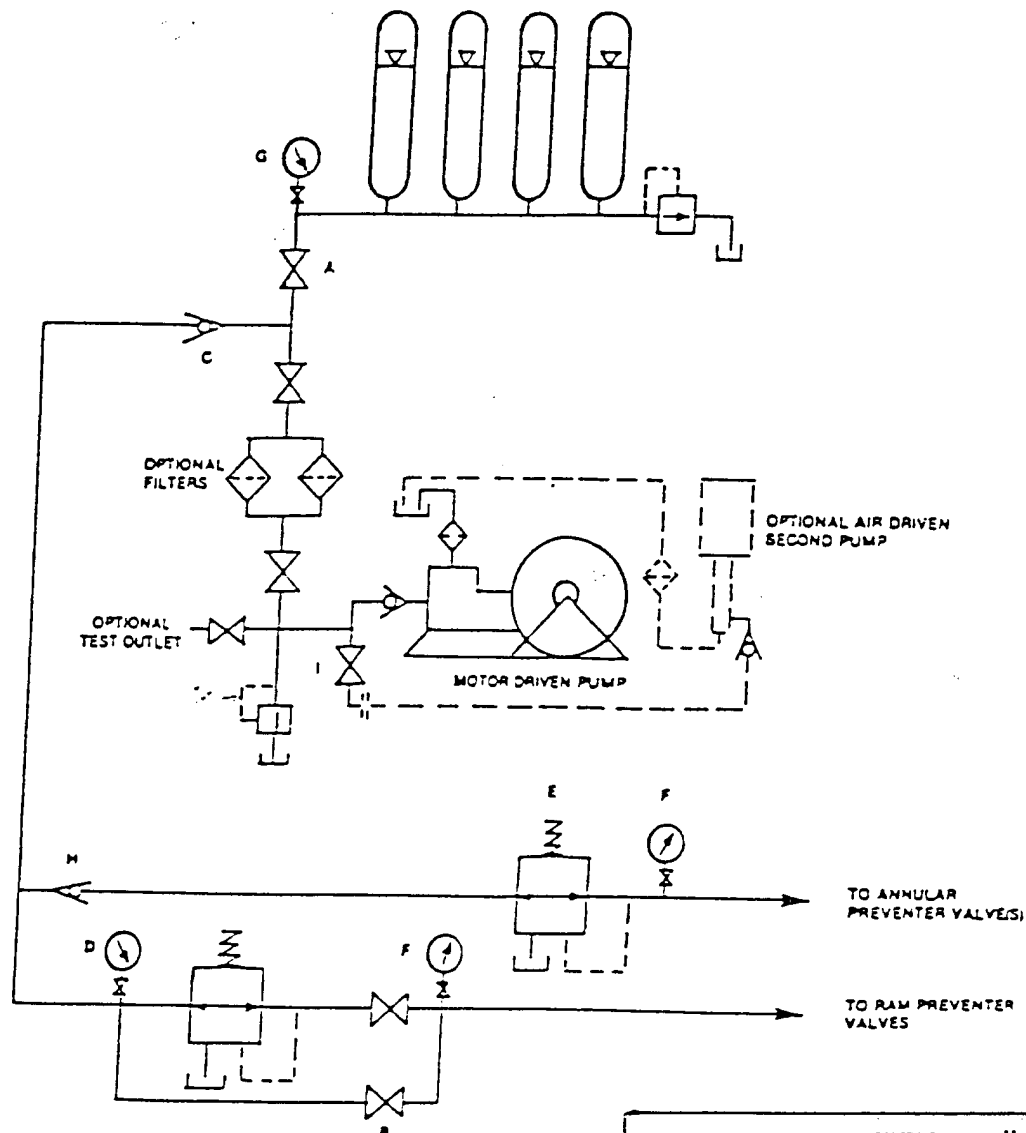 G
A
C
OPTIONAL
FILTERS
OPTIONAL AIR DRIVEN
SECOND PUMP
OPTIONAL
TEST OUTLET
I
MOTOR DRIVEN PUMP
E
F
H
TO ANNULAR
PREVENTER VALVE(S)
D
F
TO RAM PREVENTER
VALVES